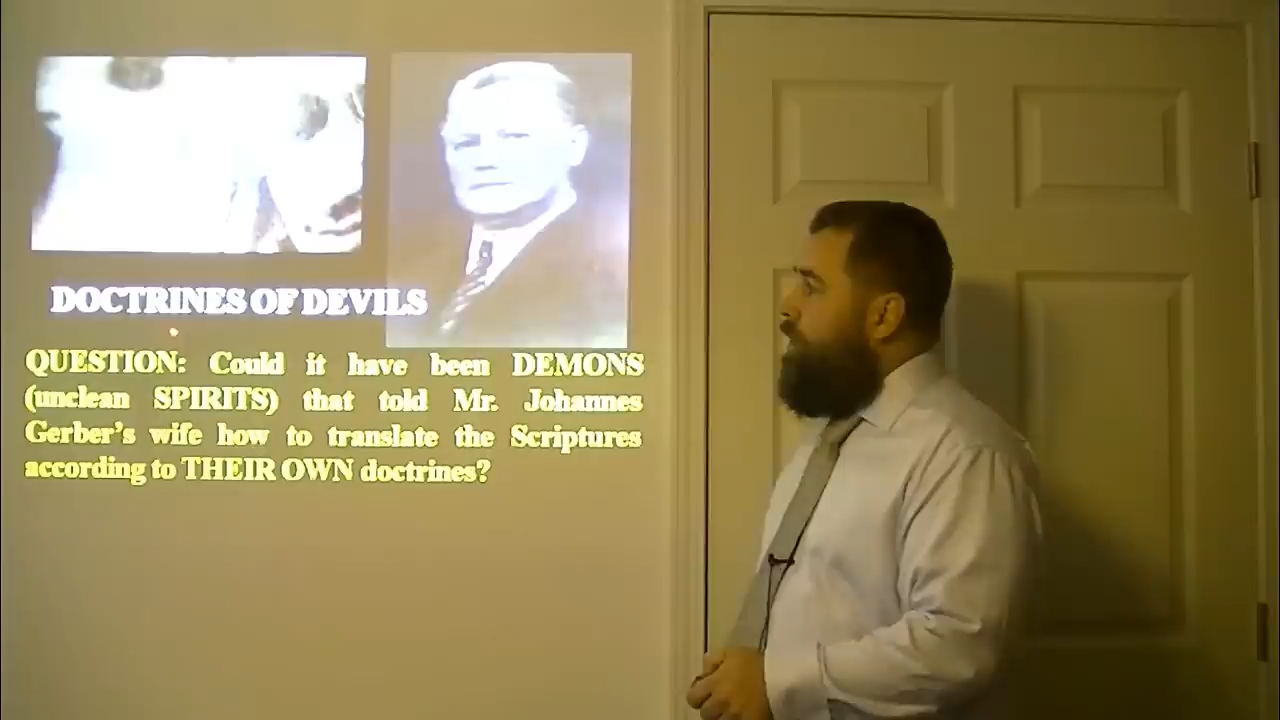 DOCTRINES OF DEVILS
QUESTION: Could it have been DEMONS
(unclean SPIRITS) that told Mr. Johannes
Gerber's wife how to translate the Scriptures
according to THEIR OWN doctrines?